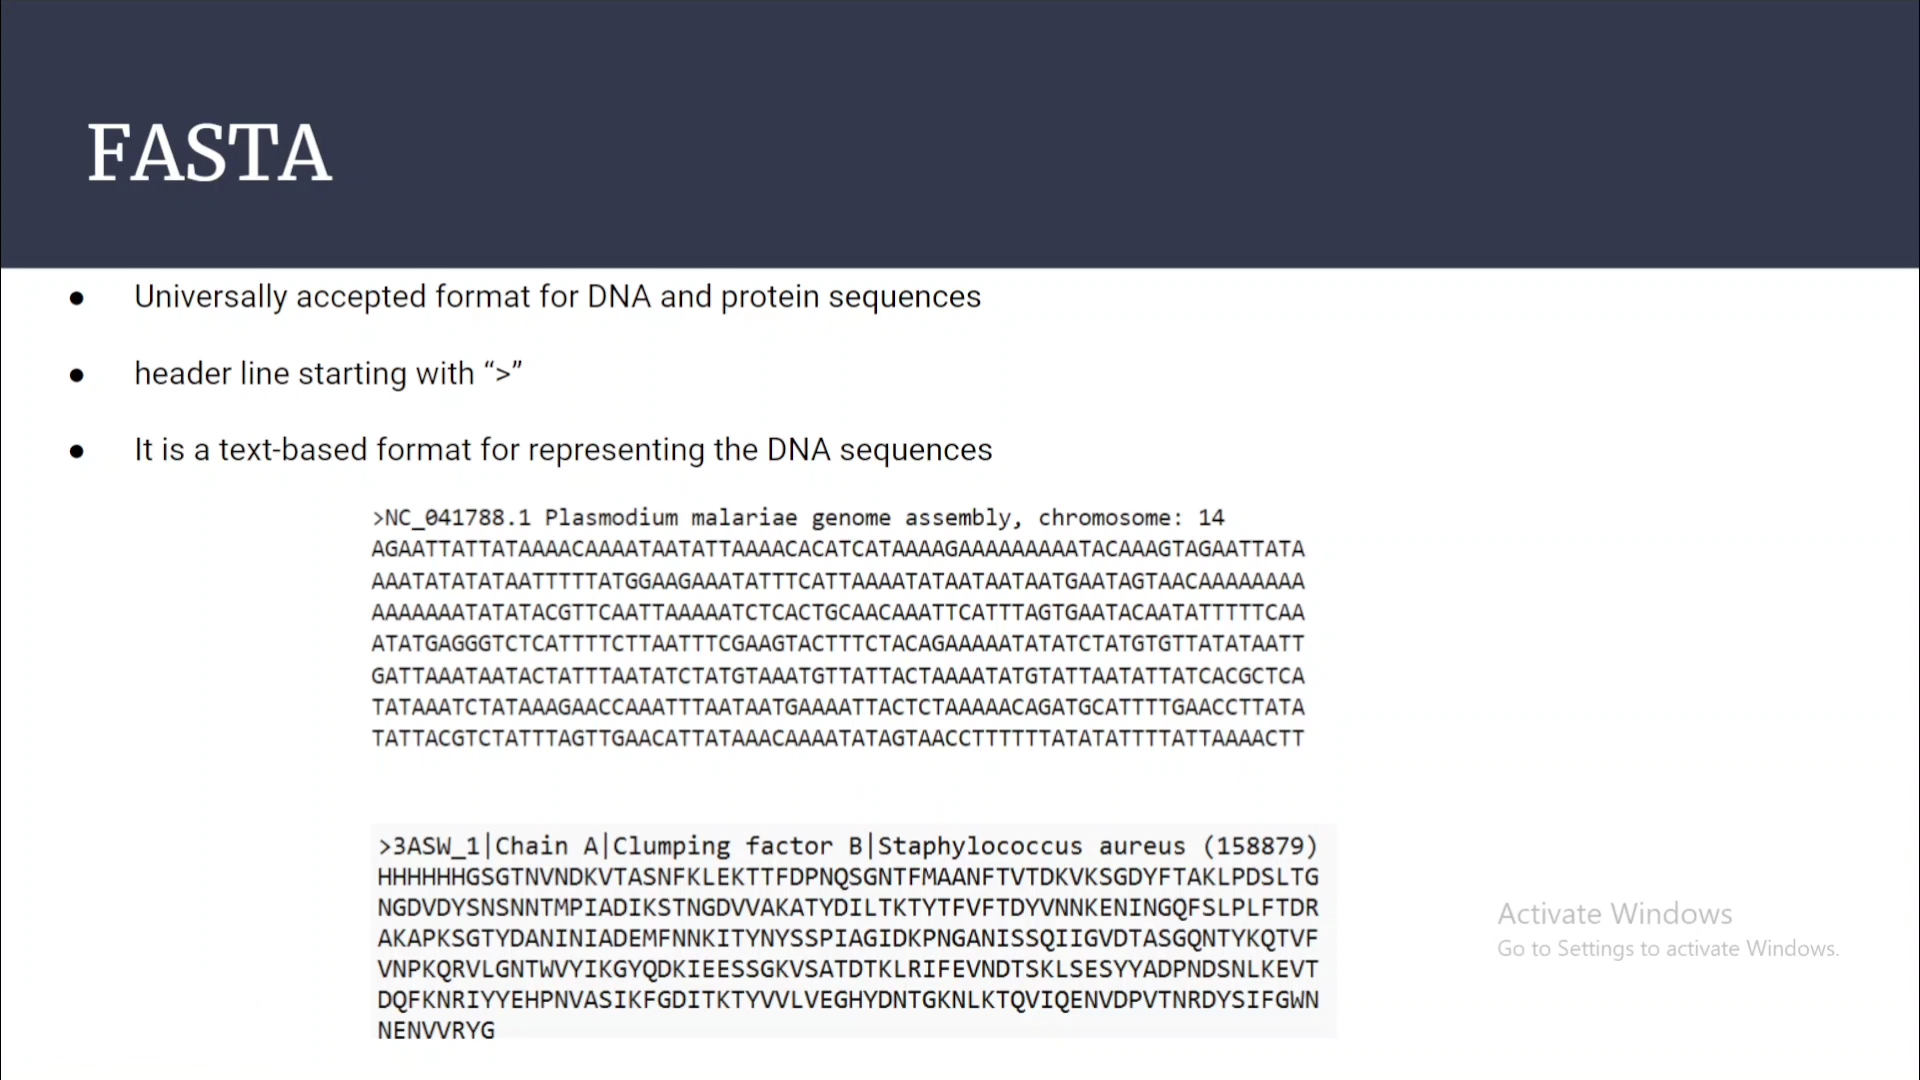 FASTA
● Universally accepted format for DNA and protein sequences
● header line starting with “>”
● It is a text-based format for representing the DNA sequences
>NC_041788.1 Plasmodium malariae genome assembly, chromosome: 14
AGAATTATTATAAAACAAAATAATATTAAAACACATCATAAAAGAAAAAAAAATACAAAGTAGAATTATA
AAATATATATAATTTTTATGGAAGAAATATTTCATTAAAATATAATAATAATGAATAGTAACAAAAAAAA
AAAAAAATATATACGTTCAATTAAAAATCTCACTGCAACAAATTCATTTAGTGAATACAATATTTTTCAA
ATATGAGGGTCTCATTTTCTTAATTTCGAAGTACTTTCTACAGAAAAATATATCTATGTGTTATATAATT
GATTAAATAATACTATTTAATATCTATGTAAATGTTATTACTAAAATATGTATTAATATTATCACGCTCA
TATAAATCTATAAAGAACCAAATTTAATAATGAAAATTACTCTAAAAACAGATGCATTTTGAACCTTATA
TATTACGTCTATTTAGTTGAACATTATAAACAAAATATAGTAACCTTTTTTATATATTTTATTAAAACTT
>3ASW_1|Chain A|Clumping factor B|Staphylococcus aureus (158879)
HHHHHHGSGTNVNDKVTASNFKLEKTTFDPNQSGNTFMAANFTVTDKVKSGDYFTAKLPDSLTG
NGDVDYSNSNNTMPIADIKSTNGDVVAKATYDILTKTYTFVFTDYVNNKENINGQFSLPLFTDR
AKAPKSGTYDANINIADEMFNNKITYNYSSPIAGIDKPNGANISSQIIGVDTASGQNTYKQTVF
VNPKQRVLGNTWVYIKGYQDKIEESSGKVSATDTKLRIFEVNDTSKLSESYYADPNDSNLKEVT
DQFKNRIYYEHPNVASIKFGDITKTYVVLVEGHYDNTGKNLKTQVIQENVDPVTNRDYSIFGWN
NENVVRYG
Activate Windows
Go to Settings to activate Windows.